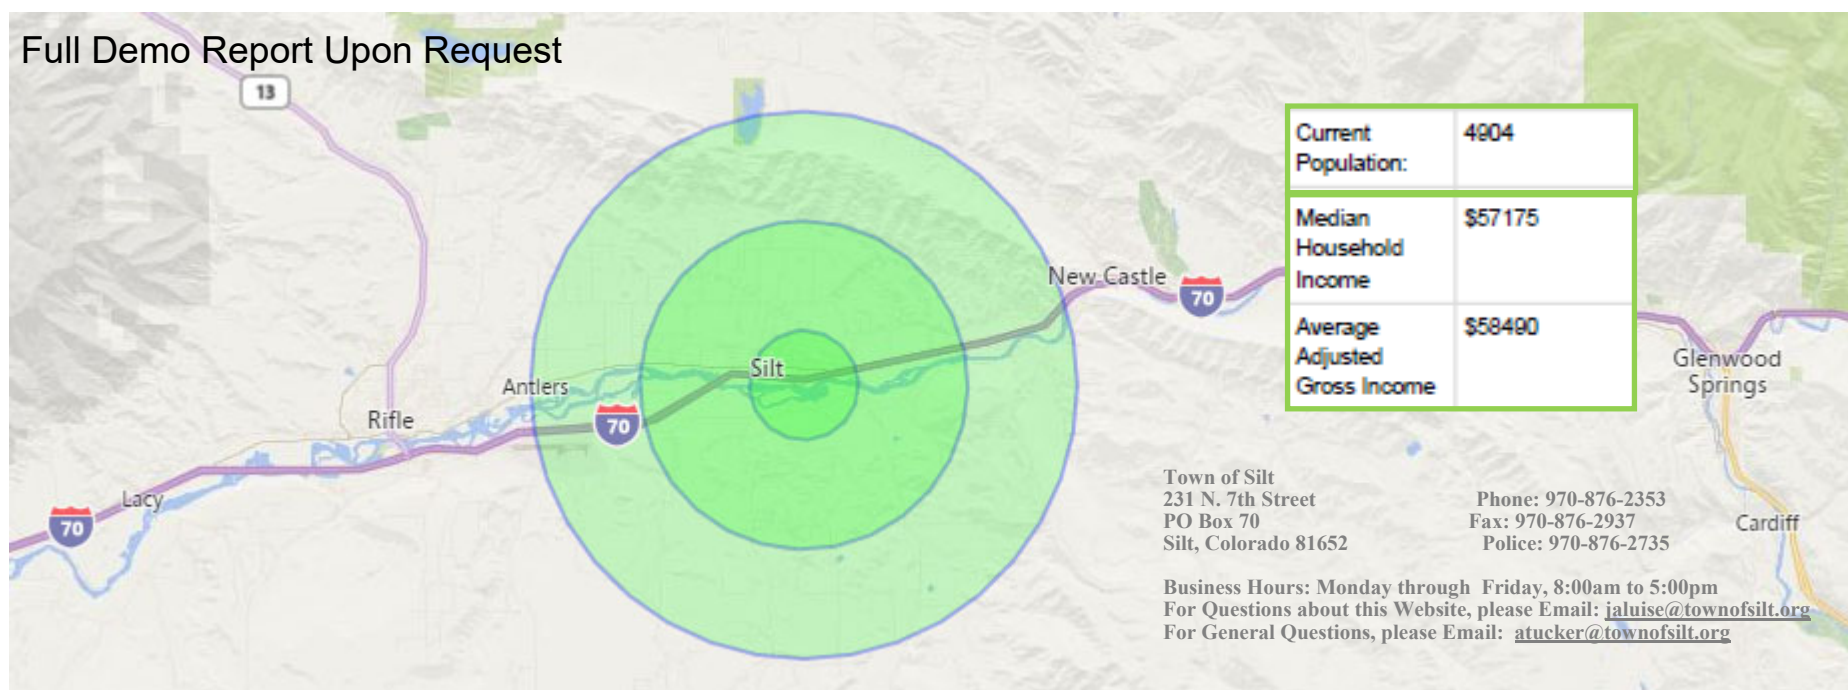 Full Demo Report Upon Request
13
Current
Population:
4904
Median
Household
Income
$57175
Average
Adjusted
Gross Income
$58490
New Castle
70
Silt
Antlers
70
Rifle
Lacy
70
Glenwood
Springs
Cardiff
Town of Silt
231 N. 7th Street Phone: 970-876-2353
PO Box 70 Fax: 970-876-2937
Silt, Colorado 81652 Police: 970-876-2735
Business Hours: Monday through Friday, 8:00am to 5:00pm
For Questions about this Website, please Email: jaluise@townofsilt.org
For General Questions, please Email: atucker@townofsilt.org